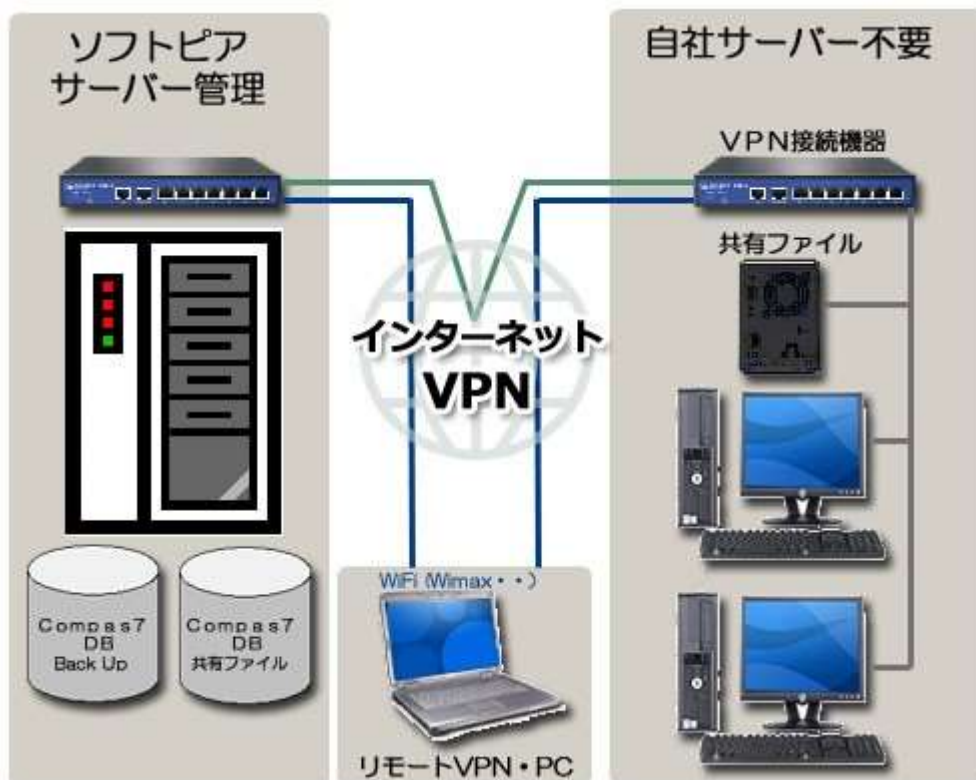 ソフトピア
サーバー管理
自社サーバー不要
VPN接続機器
共有ファイル
インターネット
VPN
WiFi (Wimax・・)
Compas7
DB
Back Up
Compas7
DB
共有ファイル
リモートVPN・PC